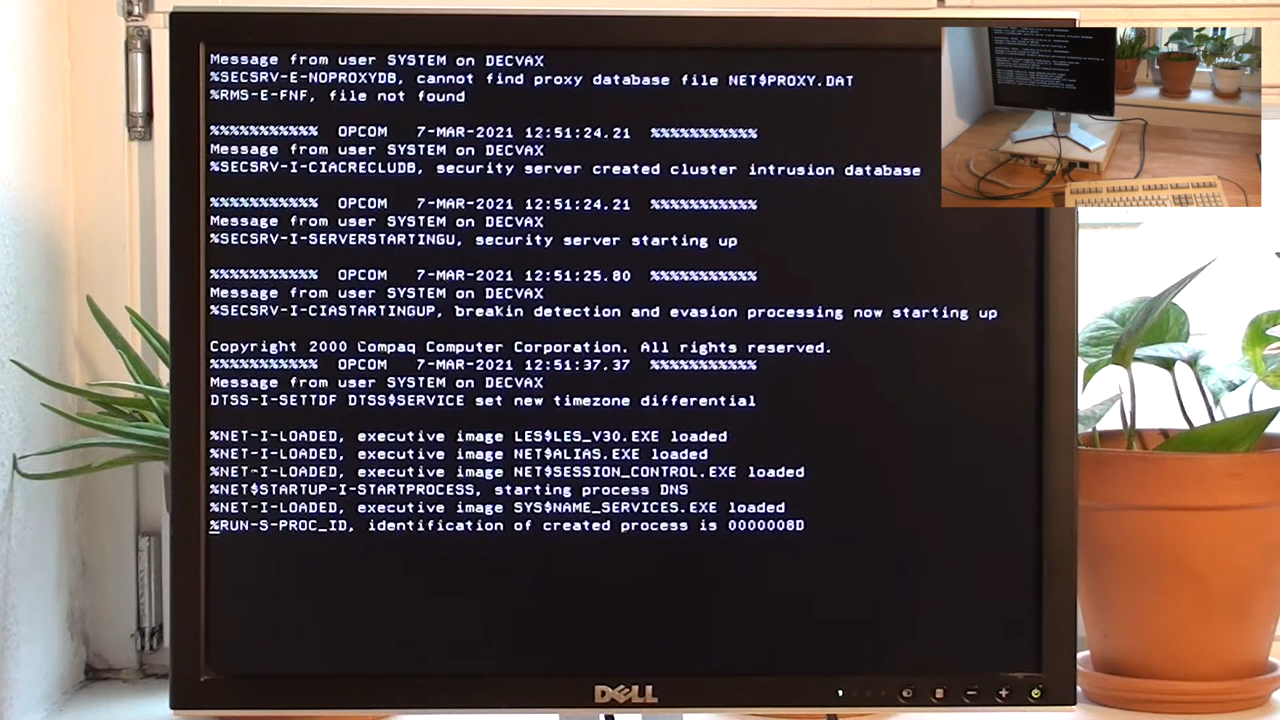 Message from user SYSTEM on DECVAX
%SECSRV-E-NOPROXYDB, cannot find proxy database file NET$PROXY.DAT
%RMS-E-FNF, file not found
%%%%%%%%%%% OPCOM 7-MAR-2021 12:51:24.21 %%%%%%%%%%%
Message from user SYSTEM on DECVAX
%SECSRV-I-CIACRECLUDB, security server created cluster intrusion database
%%%%%%%%%%% OPCOM 7-MAR-2021 12:51:24.21 %%%%%%%%%%%
Message from user SYSTEM on DECVAX
%SECSRV-I-SERVERSTARTINGU, security server starting up
%%%%%%%%%%% OPCOM 7-MAR-2021 12:51:25.80 %%%%%%%%%%%
Message from user SYSTEM on DECVAX
%SECSRV-I-CIASTARTINGUP, breakin detection and evasion processing now starting up
Copyright 2000 Compaq Computer Corporation. All rights reserved.
%%%%%%%%%%% OPCOM 7-MAR-2021 12:51:37.37 %%%%%%%%%%%
Message from user SYSTEM on DECVAX
DTSS-I-SETTDF DTSS$SERVICE set new timezone differential
%NET-I-LOADED, executive image LES$LES_V30.EXE loaded
%NET-I-LOADED, executive image NET$ALIAS.EXE loaded
%NET-I-LOADED, executive image NET$SESSION_CONTROL.EXE loaded
%NET$STARTUP-I-STARTPROCESS, starting process DNS
%NET-I-LOADED, executive image SYS$NAME_SERVICES.EXE loaded
%RUN-S-PROC_ID, identification of created process is 0000008D
DELL